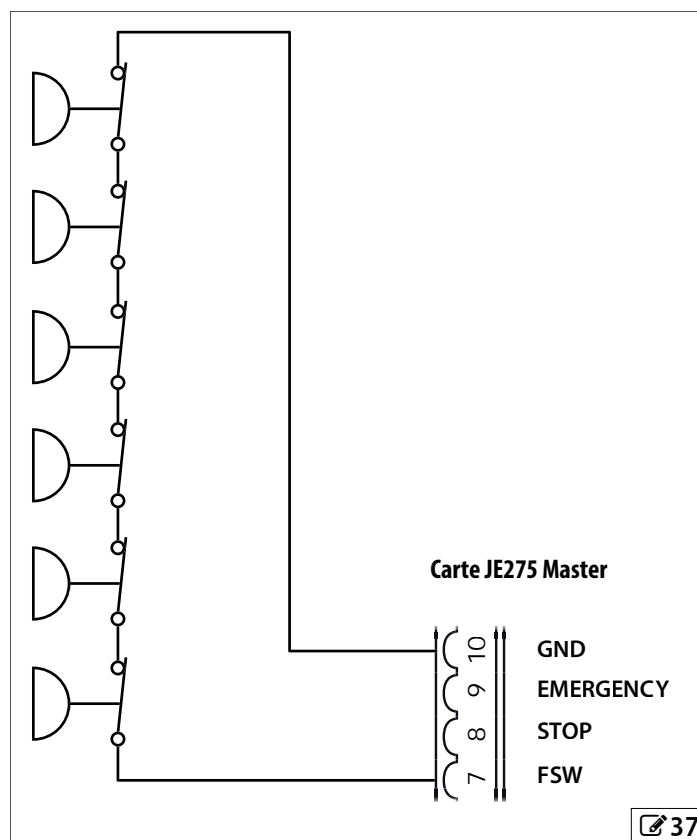 Carte JE275 Master
10 GND
9 EMERGENCY
8 STOP
7 FSW
37